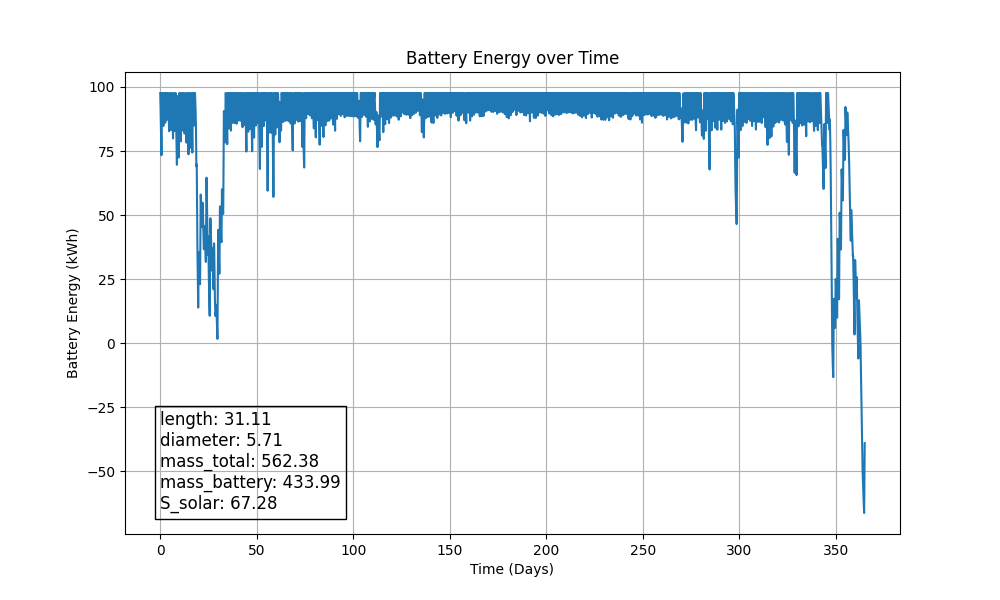 Battery Energy over Time
Battery Energy (kWh)
100
75
50
25
0
−25
−50
length: 31.11
diameter: 5.71
mass_total: 562.38
mass_battery: 433.99
S_solar: 67.28
0 50 100 150 200 250 300 350
Time (Days)